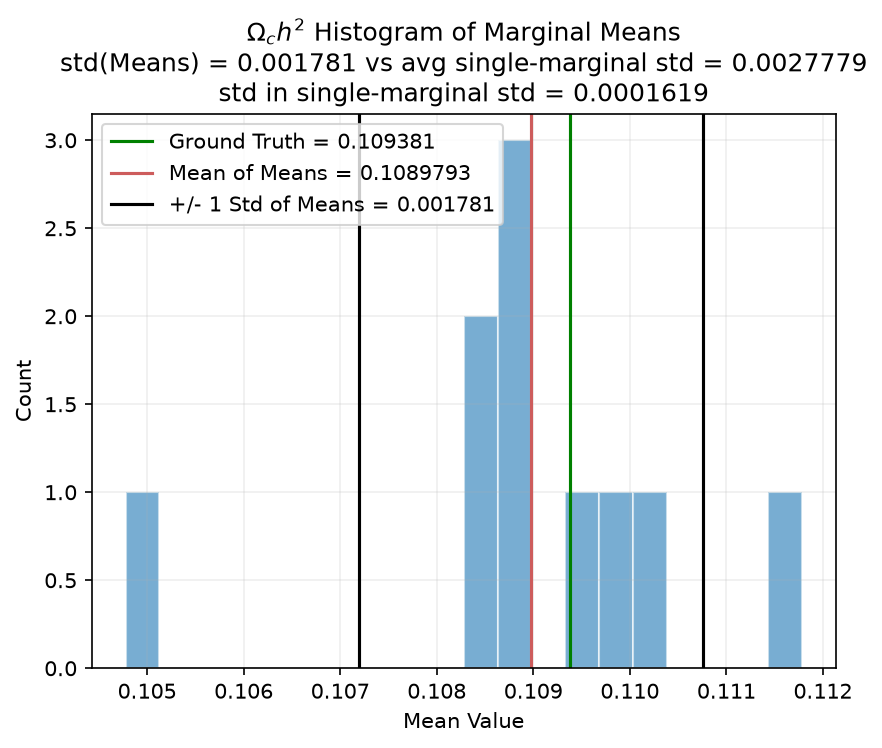 Ω_c h² Histogram of Marginal Means
std(Means) = 0.001781 vs avg single-marginal std = 0.0027779
std in single-marginal std = 0.0001619
Ground Truth = 0.109381
Mean of Means = 0.1089793
+/- 1 Std of Means = 0.001781
3.0
2.5
2.0
1.5
1.0
0.5
0.0
Count
0.105 0.106 0.107 0.108 0.109 0.110 0.111 0.112
Mean Value